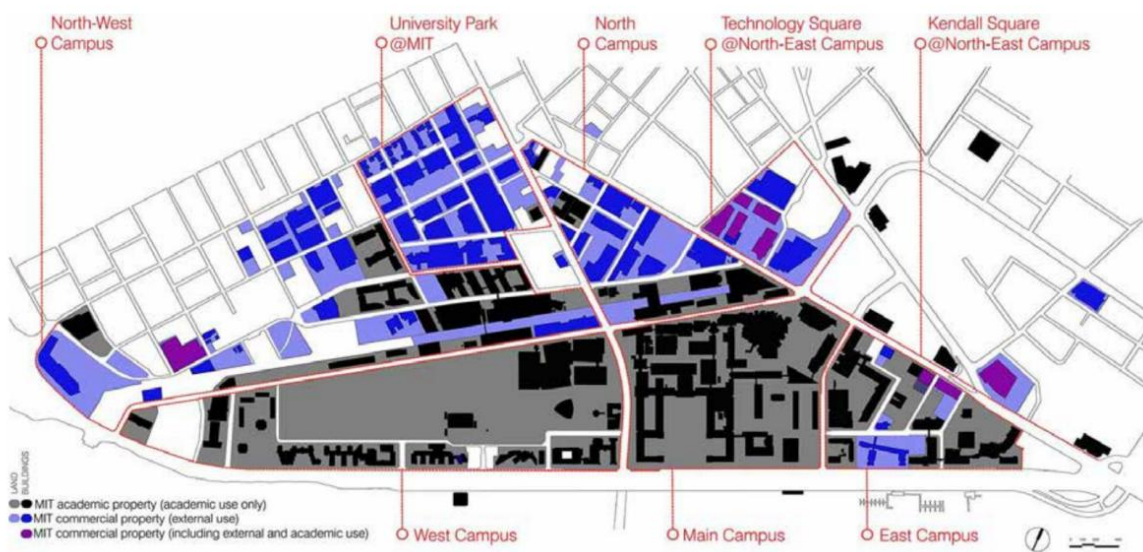 North-West
Campus
University Park
@MIT
North
Campus
Technology Square
@North-East Campus
Kendall Square
@North-East Campus
LAND
BUILDINGS
MIT academic property (academic use only)
MIT commercial property (external use)
MIT commercial property (including external and academic use)
West Campus
Main Campus
East Campus